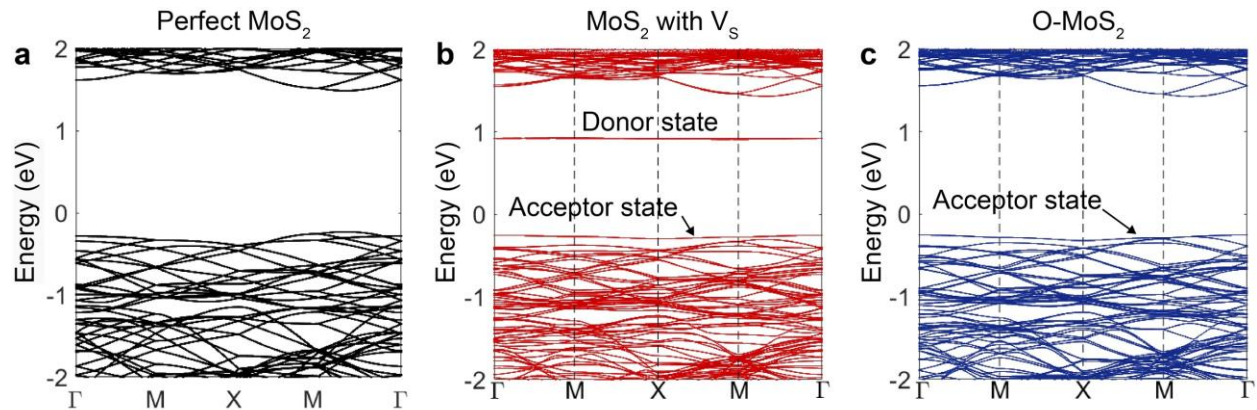 Perfect MoS₂
MoS₂ with Vₛ
O-MoS₂
a
b
c
Energy (eV)
2
1
0
-1
-2
Γ M X M Γ
Energy (eV)
2
1
0
-1
-2
Donor state
Acceptor state
Γ M X M Γ
Energy (eV)
2
1
0
-1
-2
Acceptor state
Γ M X M Γ